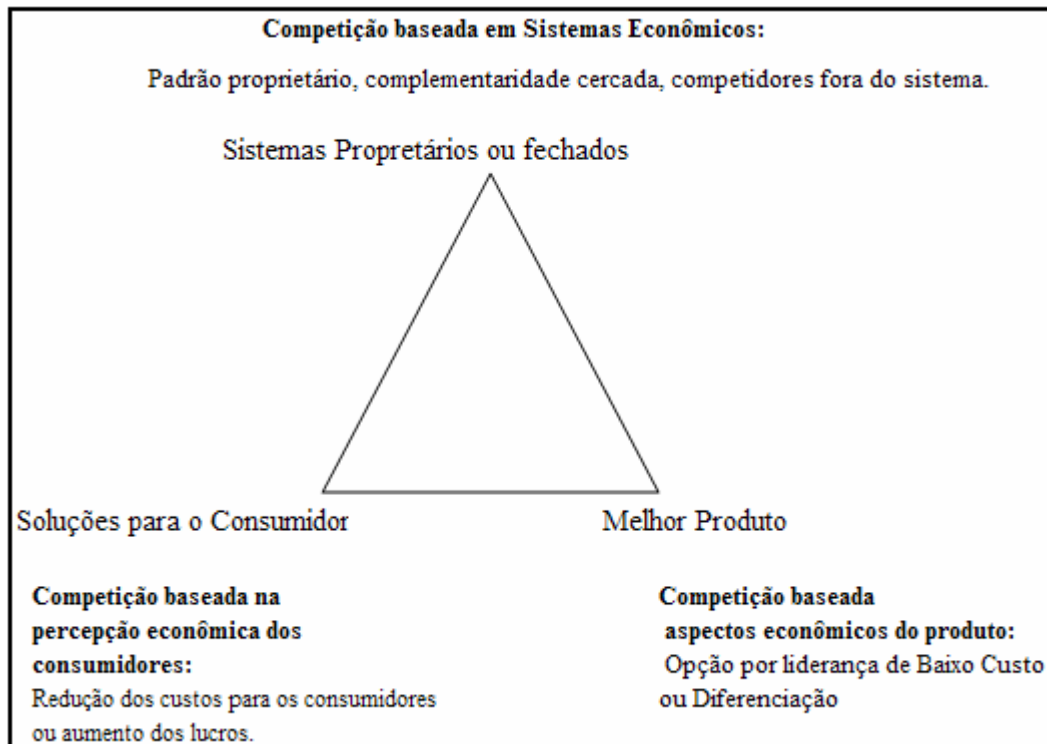 Competição baseada em Sistemas Econômicos:
Padrão proprietário, complementaridade cercada, competidores fora do sistema.
Sistemas Propretários ou fechados
Soluções para o Consumidor
Melhor Produto
Competição baseada na
percepção econômica dos
consumidores:
Redução dos custos para os consumidores
ou aumento dos lucros.
Competição baseada
aspectos econômicos do produto:
Opção por liderança de Baixo Custo
ou Diferenciação